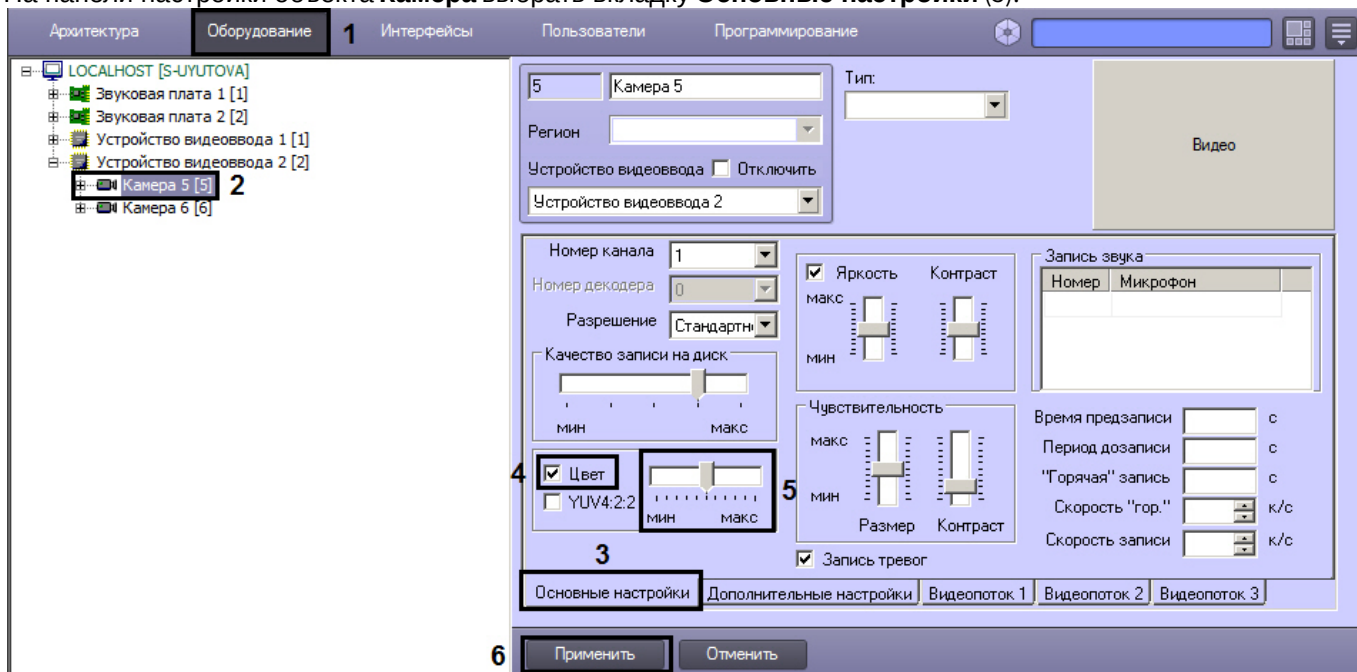 На панели настройки объекта Камера выбрать вкладку Основные настройки (3).
Архитектура Оборудование 1 Интерфейсы Пользователи Программирование
LOCALHOST [S-UYUTOVA]
Звуковая плата 1 [1]
Звуковая плата 2 [2]
Устройство видеоввода 1 [1]
Устройство видеоввода 2 [2]
Камера 5 [5] 2
Камера 6 [6]
5 Камера 5
Тип:
Регион
Устройство видеоввода Отключить
Устройство видеоввода 2
Видео
Номер канала 1
Номер декодера 0
Разрешение Стандартн
Качество записи на диск
мин макс
4 Цвет
YUV4:2:2
мин макс
5
3
Яркость Контраст
макс
мин
Чувствительность
макс
мин
Размер Контраст
Запись тревог
Запись звука
Номер Микрофон
Время предзаписи с
Период дозаписи с
"Горячая" запись с
Скорость "гор." к/с
Скорость записи к/с
Основные настройки Дополнительные настройки Видеопоток 1 Видеопоток 2 Видеопоток 3
6 Применить Отменить